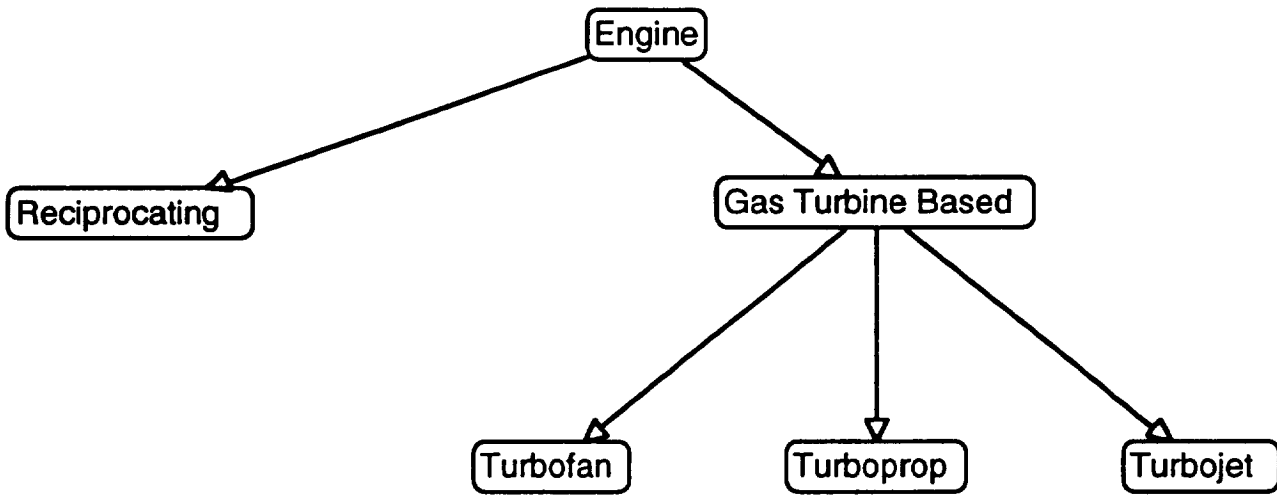 Engine
Reciprocating
Gas Turbine Based
Turbofan
Turboprop
Turbojet